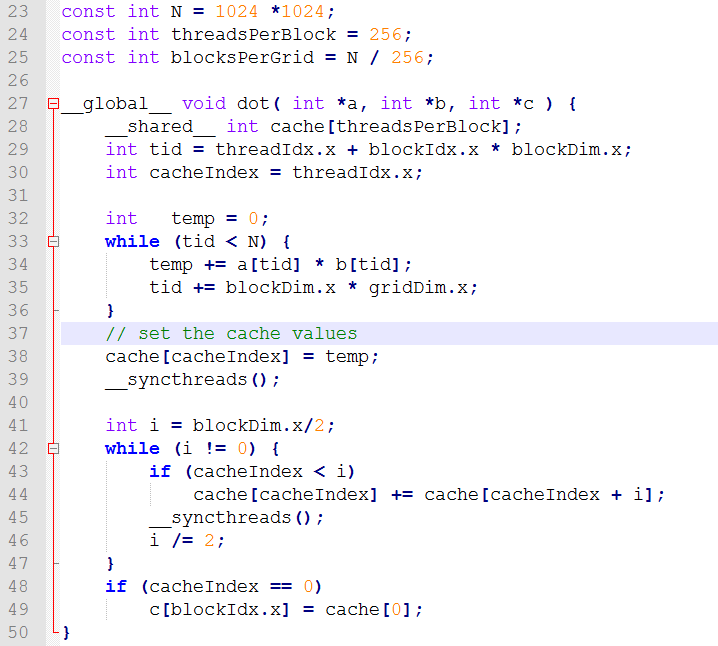 23 const int N = 1024 *1024;
24 const int threadsPerBlock = 256;
25 const int blocksPerGrid = N / 256;
26
27 __global__ void dot( int *a, int *b, int *c ) {
28     __shared__ int cache[threadsPerBlock];
29     int tid = threadIdx.x + blockIdx.x * blockDim.x;
30     int cacheIndex = threadIdx.x;
31
32     int   temp = 0;
33     while (tid < N) {
34         temp += a[tid] * b[tid];
35         tid += blockDim.x * gridDim.x;
36     }
37     // set the cache values
38     cache[cacheIndex] = temp;
39     __syncthreads();
40
41     int i = blockDim.x/2;
42     while (i != 0) {
43         if (cacheIndex < i)
44             cache[cacheIndex] += cache[cacheIndex + i];
45         __syncthreads();
46         i /= 2;
47     }
48     if (cacheIndex == 0)
49         c[blockIdx.x] = cache[0];
50 }